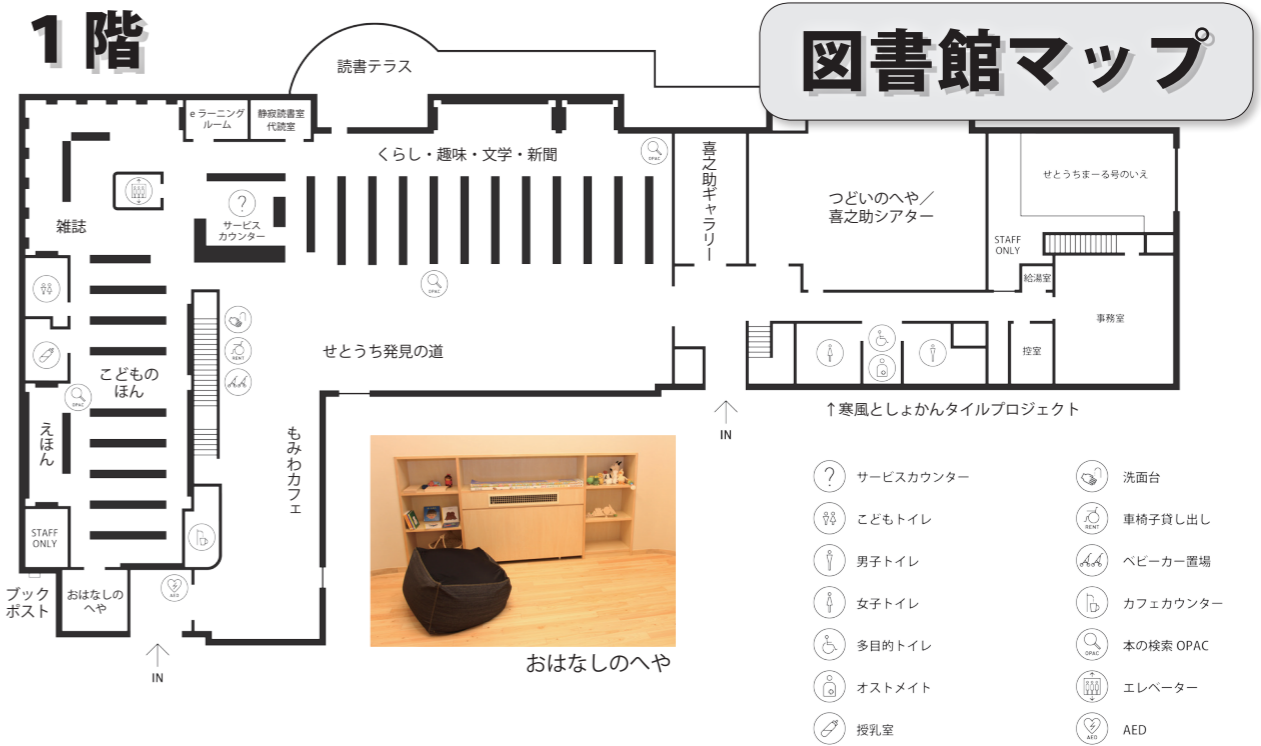 1階
図書館マップ
読書テラス
eラーニング
ルーム
静寂読書室
代読室
くらし・趣味・文学・新聞
OPAC
喜之助ギャラリー
つどいのへや／
喜之助シアター
せとうちまーる号のいえ
STAFF
ONLY
給湯室
事務室
控室
雑誌
?
サービス
カウンター
OPAC
RENT
せとうち発見の道
こどもの
ほん
OPAC
えほん
もみわカフェ
STAFF
ONLY
ブック
ポスト
おはなしの
へや
AED
IN
IN
↑寒風としょかんタイルプロジェクト
おはなしのへや
? サービスカウンター
こどもトイレ
男子トイレ
女子トイレ
多目的トイレ
オストメイト
授乳室
洗面台
RENT 車椅子貸し出し
ベビーカー置場
カフェカウンター
OPAC 本の検索 OPAC
エレベーター
AED AED